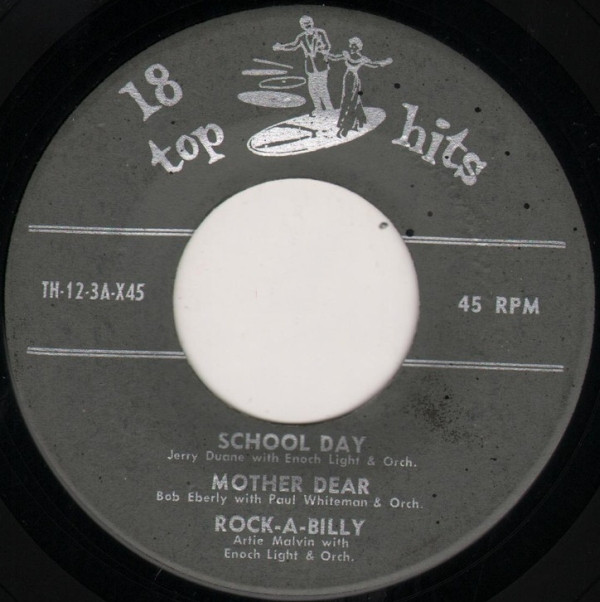 18
top hits
TH-12-3A-X45
45 RPM
SCHOOL DAY
Jerry Duane with Enoch Light & Orch.
MOTHER DEAR
Bob Eberly with Paul Whiteman & Orch.
ROCK-A-BILLY
Artie Malvin with
Enoch Light & Orch.